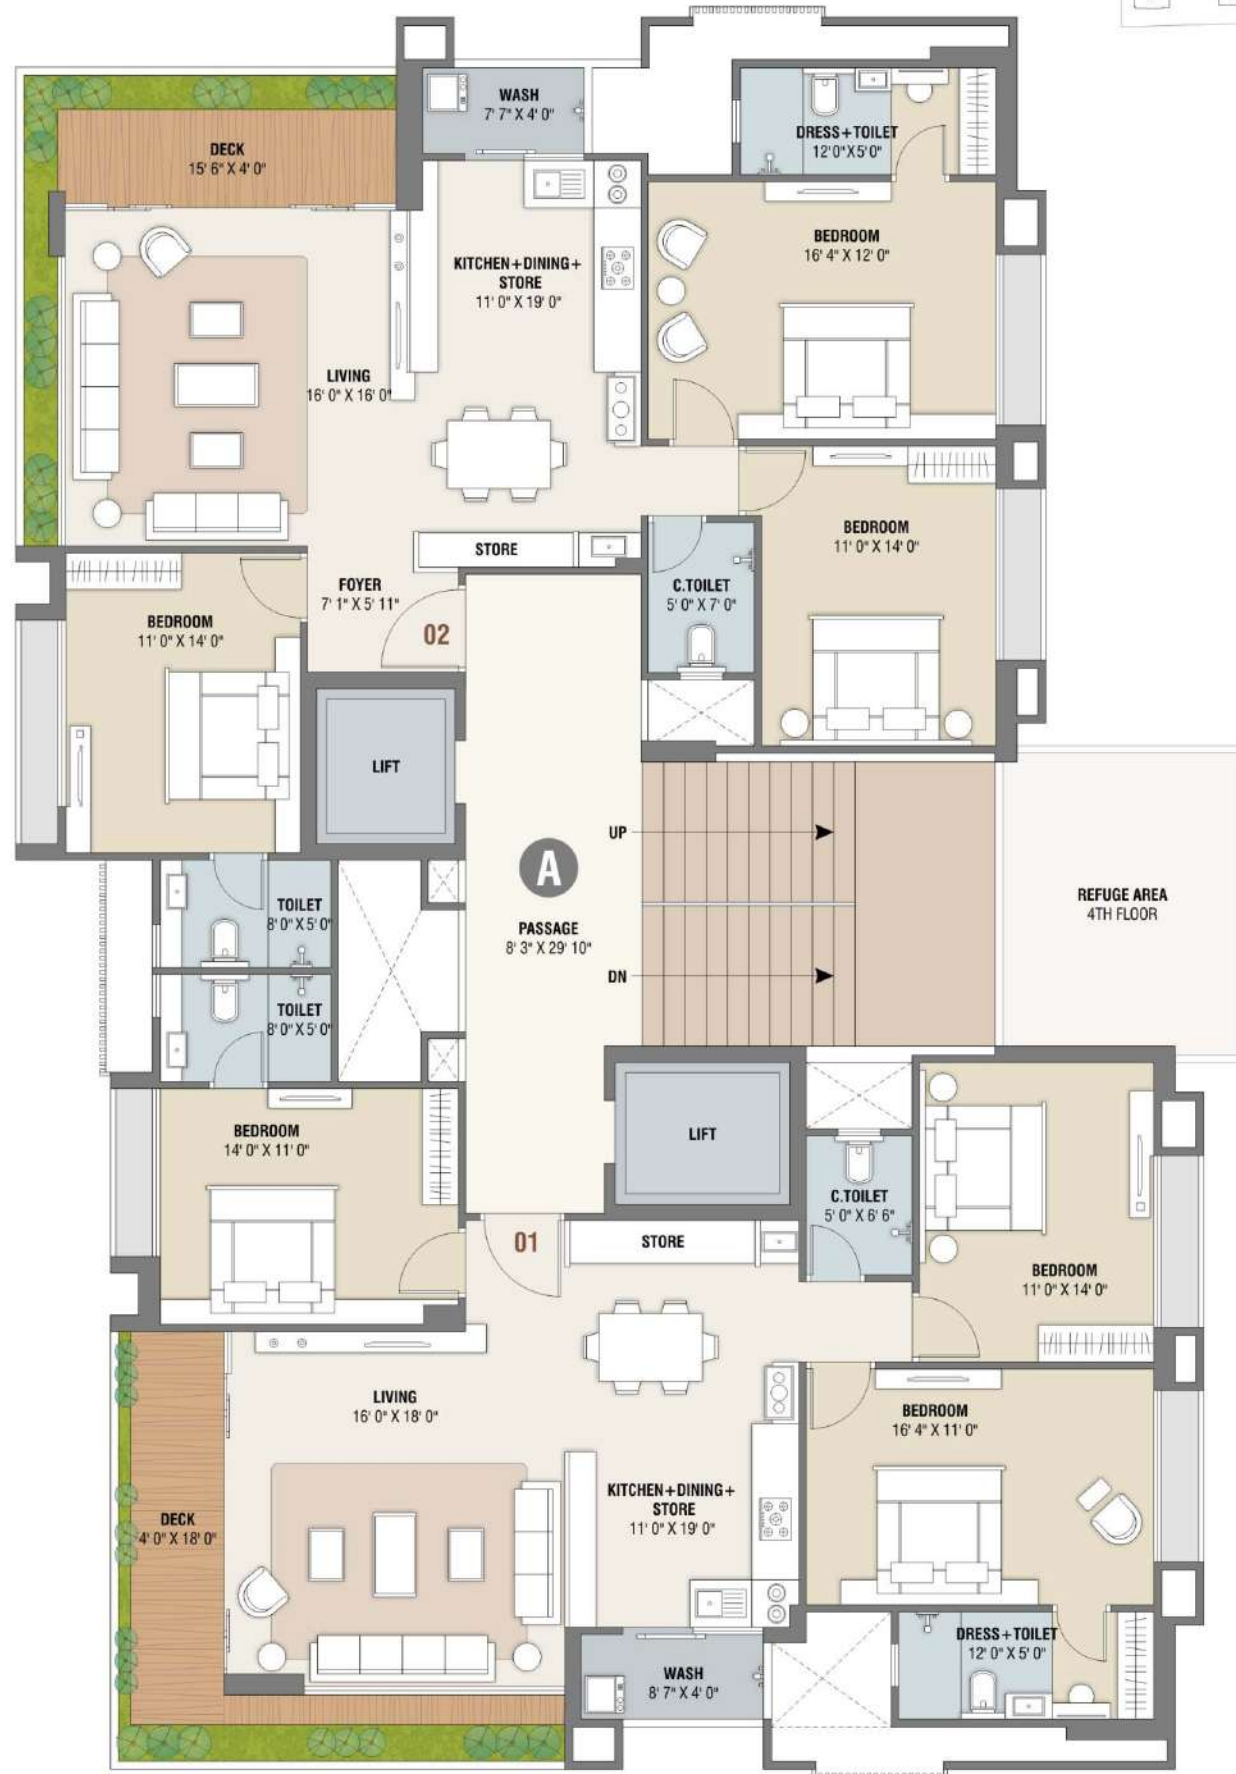 WASH
7' 7" X 4' 0"
DRESS+TOILET
12'0"X5'0"
DECK
15' 6" X 4' 0"
BEDROOM
16' 4" X 12' 0"
KITCHEN+DINING+
STORE
11' 0" X 19' 0"
LIVING
16' 0" X 16' 0"
BEDROOM
11' 0" X 14' 0"
STORE
FOYER
7' 1" X 5' 11"
C.TOILET
5' 0" X 7' 0"
BEDROOM
11' 0" X 14' 0"
02
LIFT
UP
A
PASSAGE
8' 3" X 29' 10"
DN
REFUGE AREA
4TH FLOOR
TOILET
8' 0" X 5' 0"
TOILET
8' 0" X 5' 0"
BEDROOM
14' 0" X 11' 0"
LIFT
C.TOILET
5' 0" X 6' 6"
01
STORE
BEDROOM
11' 0" X 14' 0"
LIVING
16' 0" X 18' 0"
BEDROOM
16' 4" X 11' 0"
KITCHEN+DINING+
STORE
11' 0" X 19' 0"
DECK
4' 0" X 18' 0"
DRESS+TOILET
12' 0" X 5' 0"
WASH
8' 7" X 4' 0"